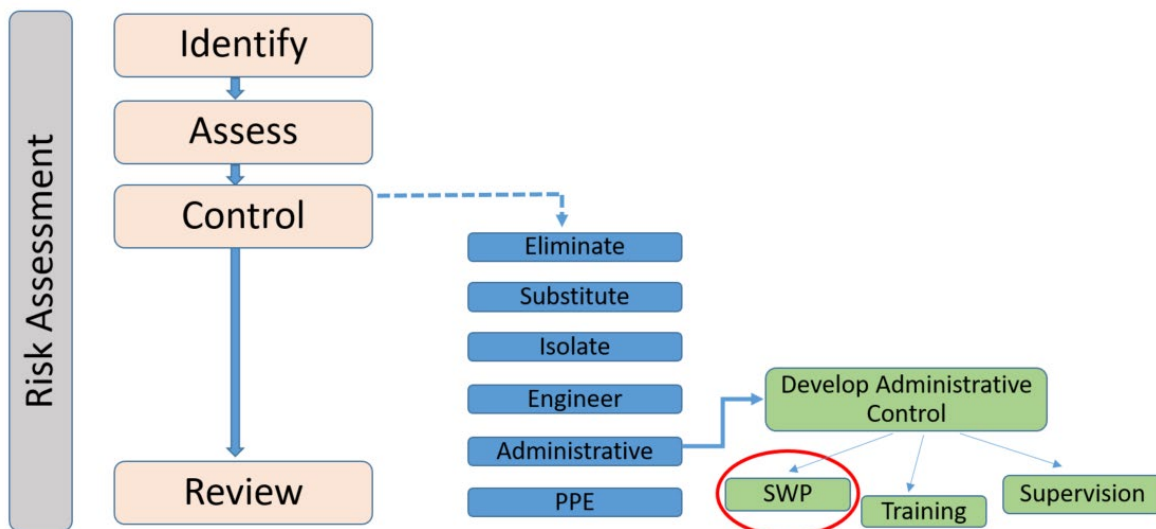 Risk Assessment
Identify
Assess
Control
Review
Eliminate
Substitute
Isolate
Engineer
Administrative
PPE
Develop Administrative
Control
SWP
Training
Supervision